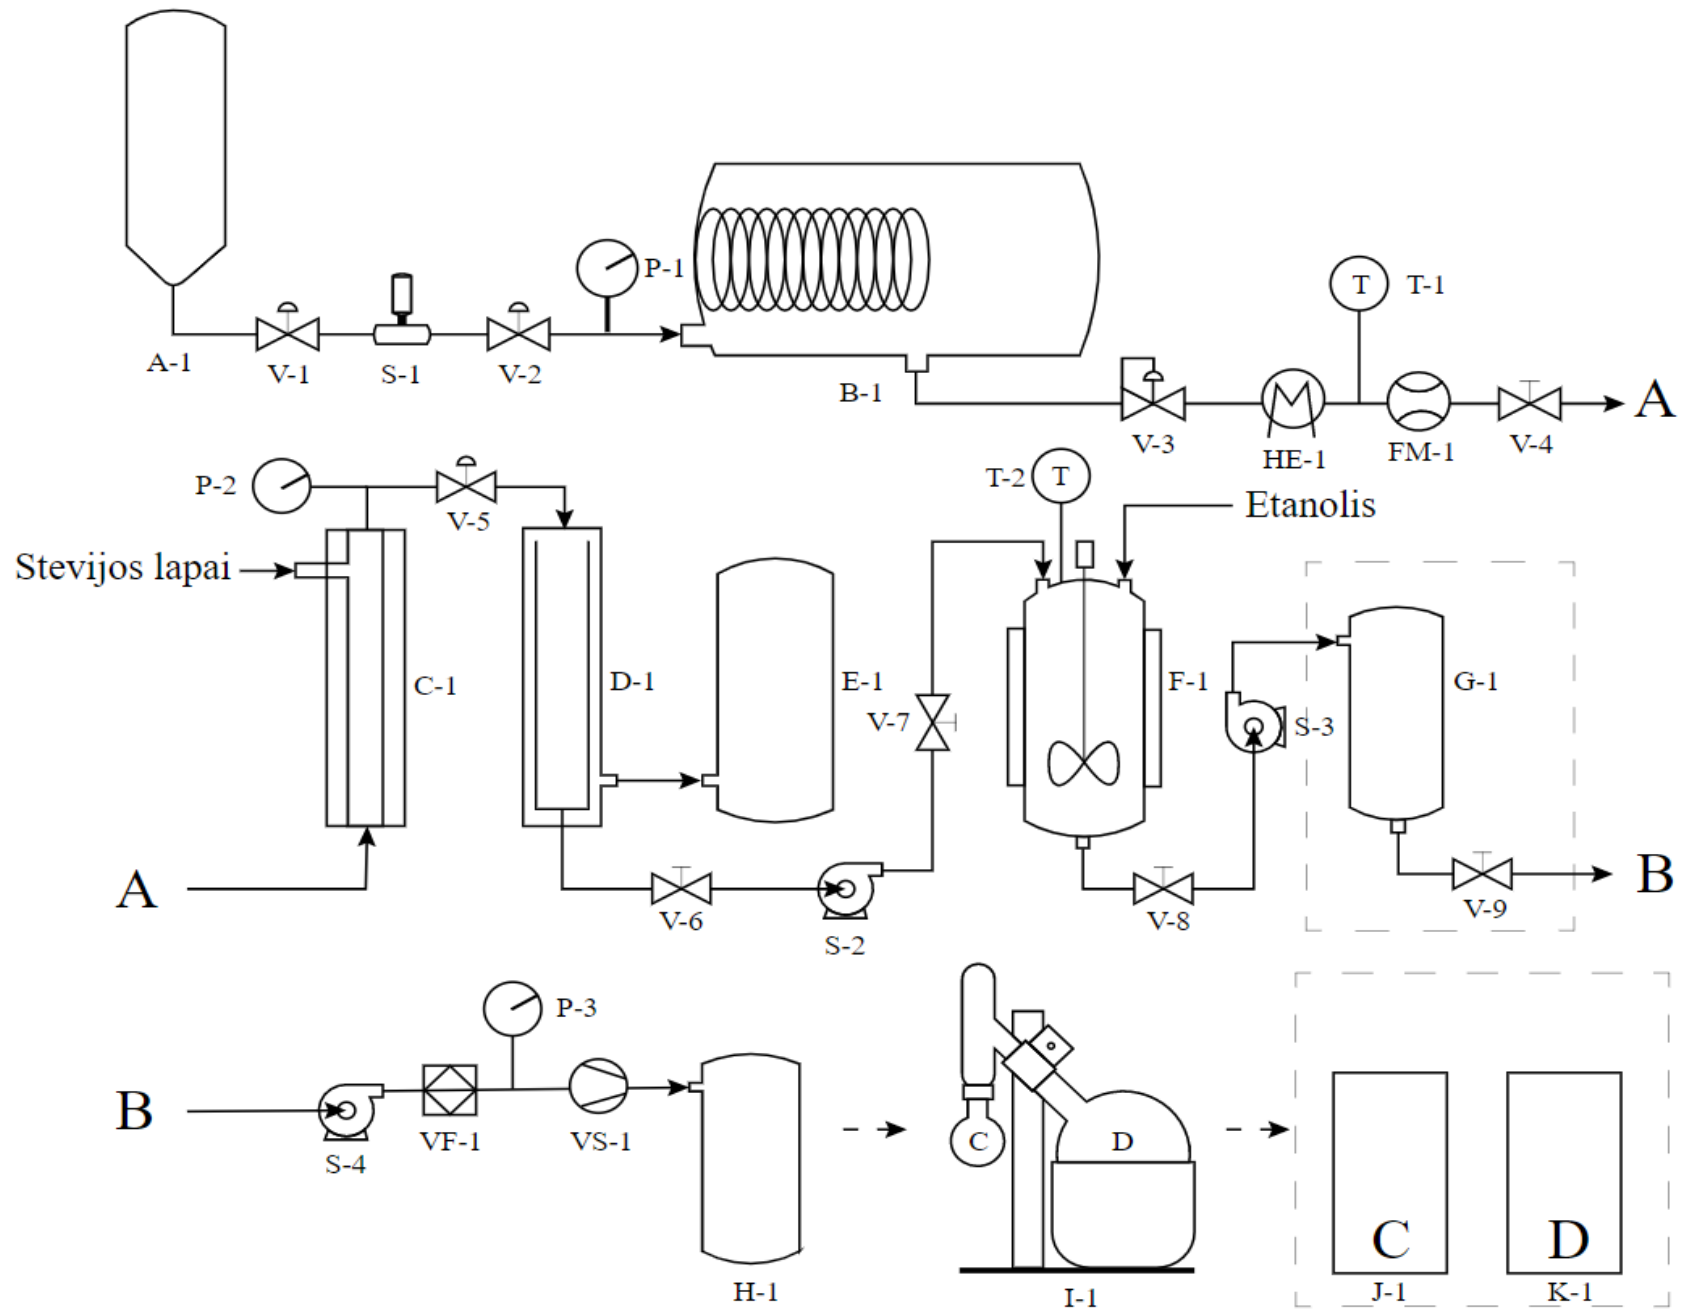 P-1
T
T-1
A-1
V-1
S-1
V-2
B-1
V-3
HE-1
FM-1
V-4
A
P-2
V-5
T-2
T
Etanolis
Stevijos lapai
C-1
D-1
E-1
V-7
F-1
S-3
G-1
A
V-6
S-2
V-8
V-9
B
P-3
B
S-4
VF-1
VS-1
H-1
C
D
I-1
C
D
J-1
K-1